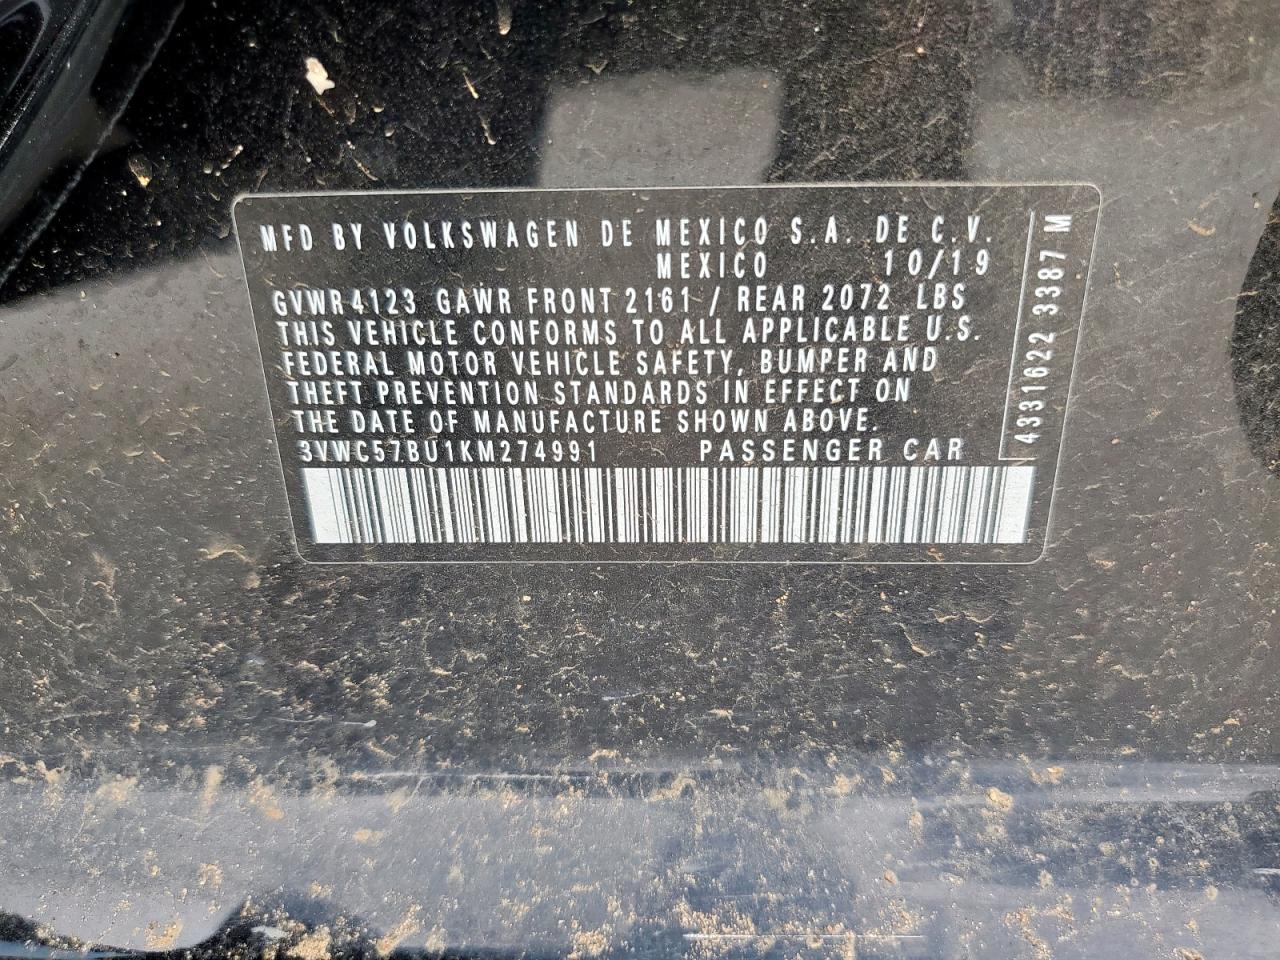 MFD BY VOLKSWAGEN DE MEXICO S.A. DE C.V.
MEXICO 10/19
GVWR 4123 GAWR FRONT 2161 / REAR 2072 LBS
THIS VEHICLE CONFORMS TO ALL APPLICABLE U.S.
FEDERAL MOTOR VEHICLE SAFETY, BUMPER AND
THEFT PREVENTION STANDARDS IN EFFECT ON
THE DATE OF MANUFACTURE SHOWN ABOVE.
3VWC57BU1KM274991 PASSENGER CAR
4331622 3387 M